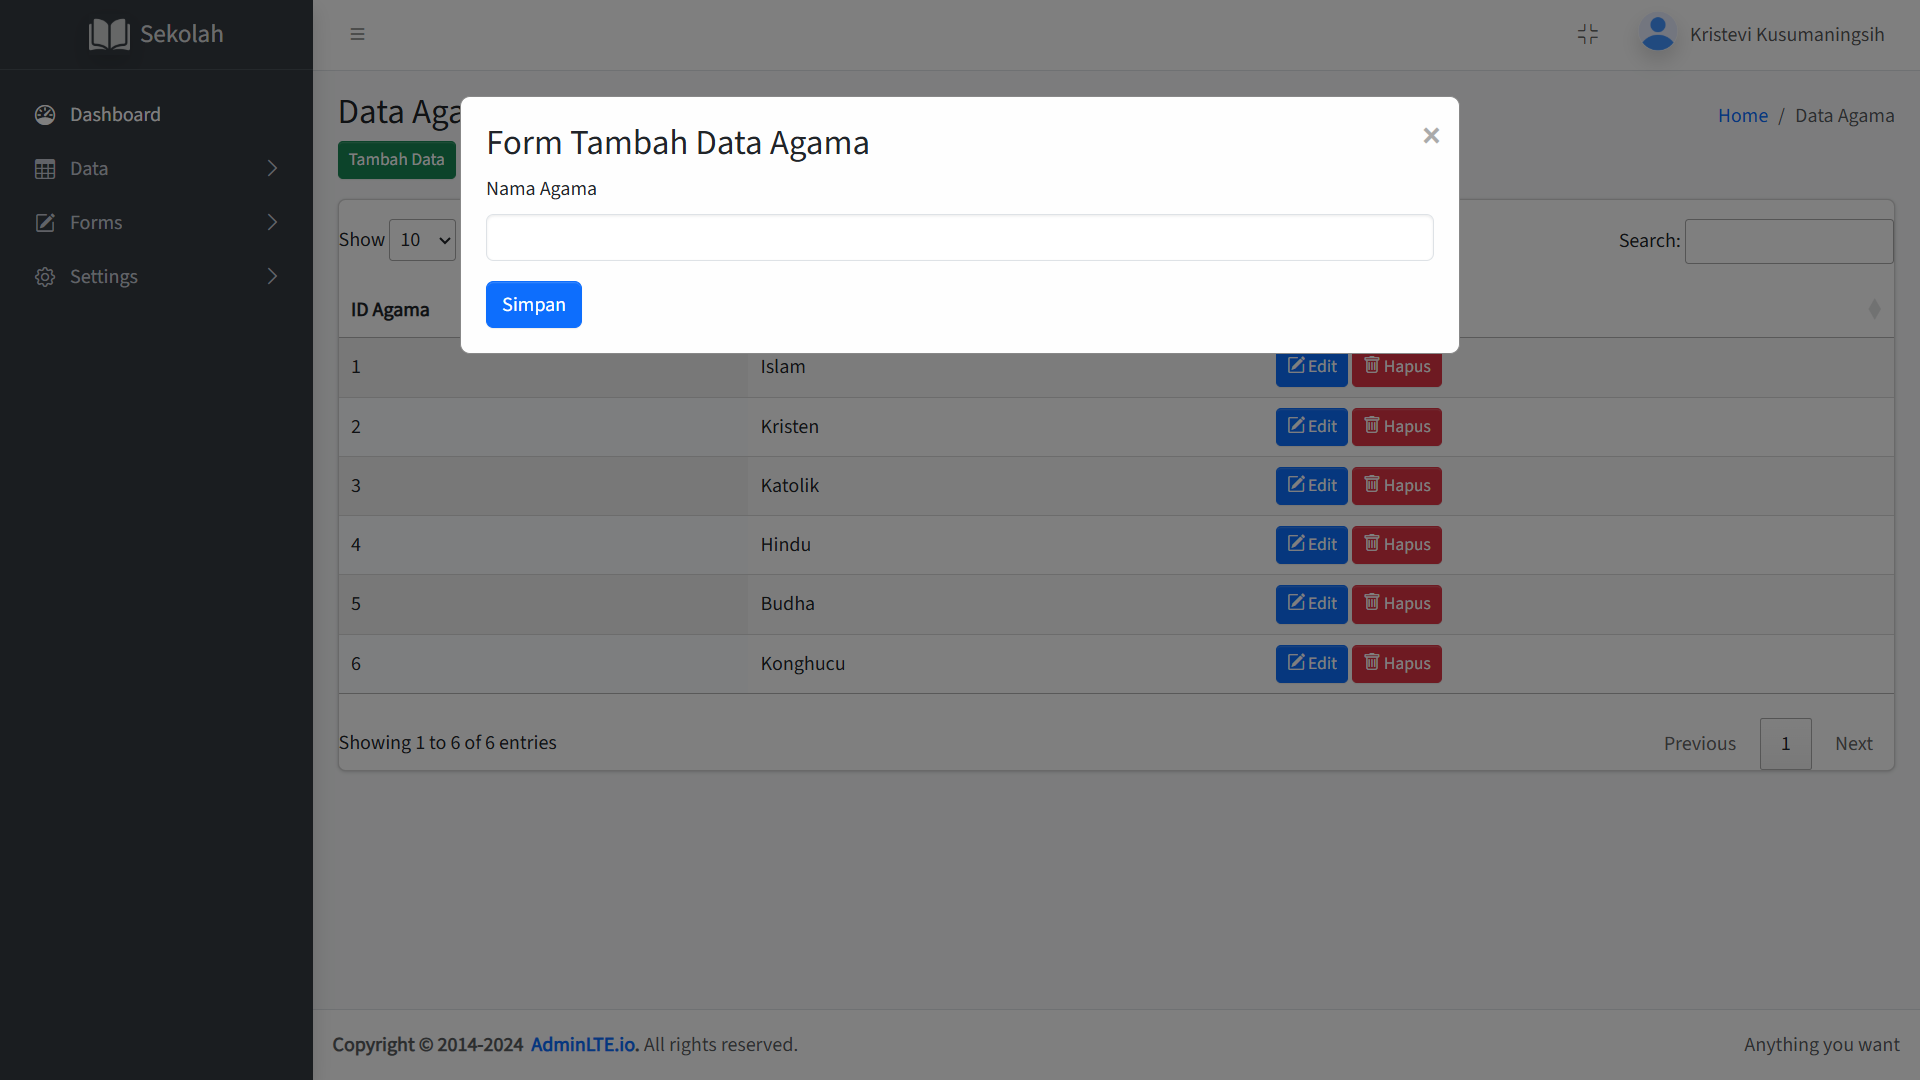 Sekolah
Kristevi Kusumaningsih
Dashboard
Data
Forms
Settings
Data Aga
Home / Data Agama
Tambah Data
Form Tambah Data Agama
×
Nama Agama
Simpan
Show 10
Search:
ID Agama
1 Islam Edit Hapus
2 Kristen Edit Hapus
3 Katolik Edit Hapus
4 Hindu Edit Hapus
5 Budha Edit Hapus
6 Konghucu Edit Hapus
Showing 1 to 6 of 6 entries
Previous 1 Next
Copyright © 2014-2024 AdminLTE.io. All rights reserved.
Anything you want